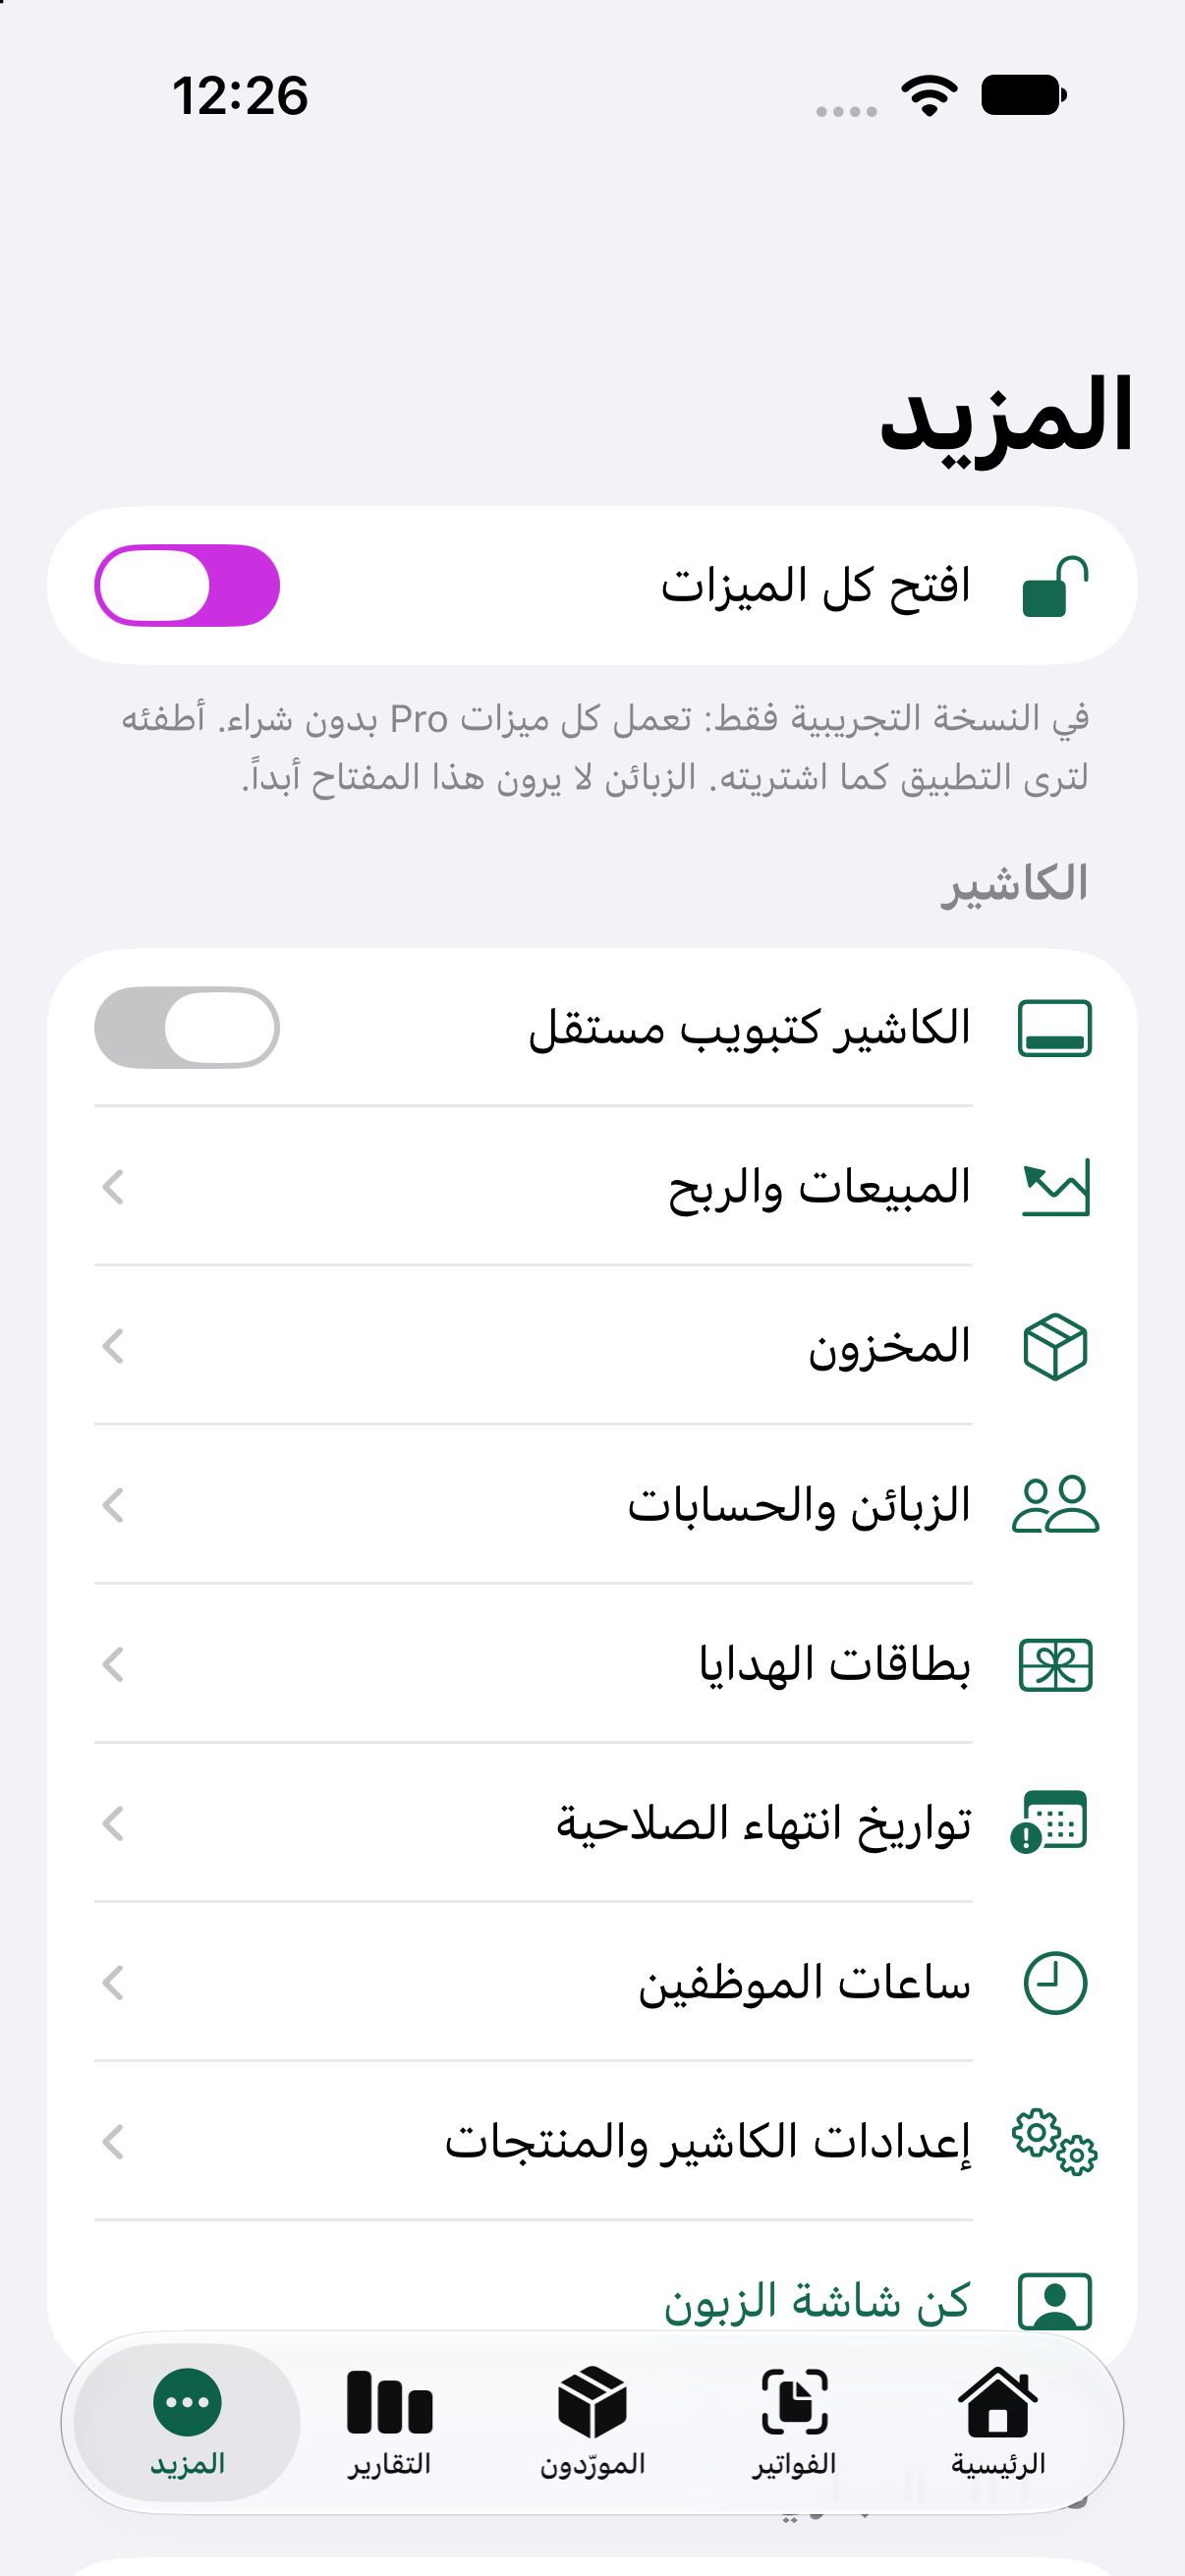 12:26
المزيد
افتح كل الميزات
في النسخة التجريبية فقط: تعمل كل ميزات Pro بدون شراء. أطفئه
لترى التطبيق كما اشتريته. الزبائن لا يرون هذا المفتاح أبداً.
الكاشير
الكاشير كتبويب مستقل
المبيعات والربح
المخزون
الزبائن والحسابات
بطاقات الهدايا
تواريخ انتهاء الصلاحية
ساعات الموظفين
إعدادات الكاشير والمنتجات
كن شاشة الزبون
الرئيسية
الفواتير
المورّدون
التقارير
المزيد